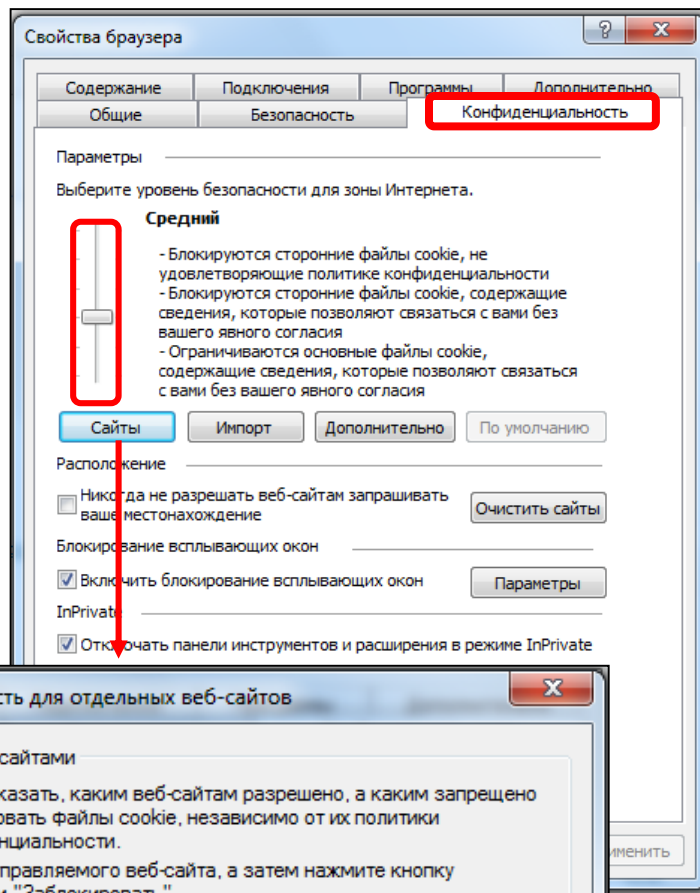 Свойства браузера
Содержание Подключения Программы Дополнительно
Общие Безопасность Конфиденциальность
Параметры
Выберите уровень безопасности для зоны Интернета.
Средний
- Блокируются сторонние файлы cookie, не
удовлетворяющие политике конфиденциальности
- Блокируются сторонние файлы cookie, содержащие
сведения, которые позволяют связаться с вами без
вашего явного согласия
- Ограничиваются основные файлы cookie,
содержащие сведения, которые позволяют связаться
с вами без вашего явного согласия
Сайты Импорт Дополнительно По умолчанию
Расположение
Никогда не разрешать веб-сайтам запрашивать
ваше местонахождение
Очистить сайты
Блокирование всплывающих окон
Включить блокирование всплывающих окон Параметры
InPrivate
Отключать панели инструментов и расширения в режиме InPrivate
сть для отдельных веб-сайтов
сайтами
казать, каким веб-сайтам разрешено, а каким запрещено
овать файлы cookie, независимо от их политики
нциальности.
правляемого веб-сайта, а затем нажмите кнопку
и "Заблокировать"
именить